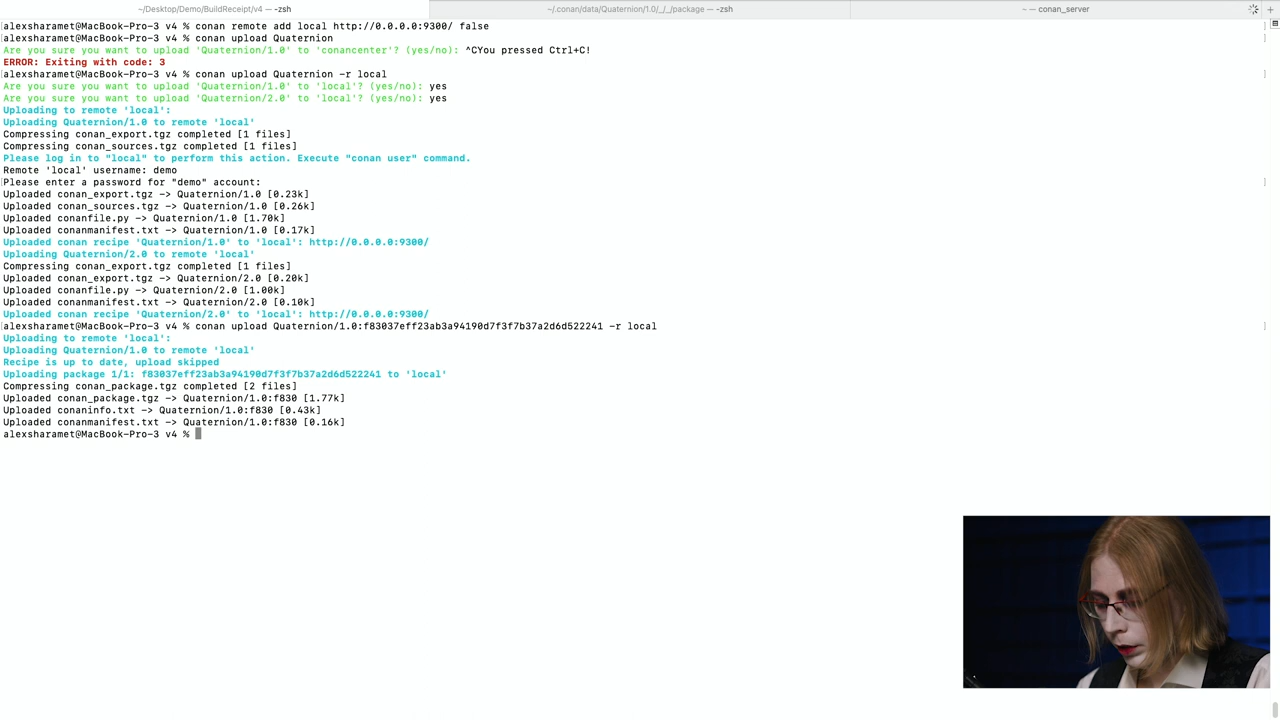 ~/Desktop/Demo/BuildReceipt/v4 — -zsh
~/.conan/data/Quaternion/1.0/_/_/package — -zsh
~ — conan_server
alexsharamet@MacBook-Pro-3 v4 % conan remote add local http://0.0.0.0:9300/ false
alexsharamet@MacBook-Pro-3 v4 % conan upload Quaternion
Are you sure you want to upload 'Quaternion/1.0' to 'conancenter'? (yes/no): ^CYou pressed Ctrl+C!
ERROR: Exiting with code: 3
alexsharamet@MacBook-Pro-3 v4 % conan upload Quaternion -r local
Are you sure you want to upload 'Quaternion/1.0' to 'local'? (yes/no): yes
Are you sure you want to upload 'Quaternion/2.0' to 'local'? (yes/no): yes
Uploading to remote 'local':
Uploading Quaternion/1.0 to remote 'local'
Compressing conan_export.tgz completed [1 files]
Compressing conan_sources.tgz completed [1 files]
Please log in to "local" to perform this action. Execute "conan user" command.
Remote 'local' username: demo
Please enter a password for "demo" account:
Uploaded conan_export.tgz -> Quaternion/1.0 [0.23k]
Uploaded conan_sources.tgz -> Quaternion/1.0 [0.26k]
Uploaded conanfile.py -> Quaternion/1.0 [1.70k]
Uploaded conanmanifest.txt -> Quaternion/1.0 [0.17k]
Uploaded conan recipe 'Quaternion/1.0' to 'local': http://0.0.0.0:9300/
Uploading Quaternion/2.0 to remote 'local'
Compressing conan_export.tgz completed [1 files]
Uploaded conan_export.tgz -> Quaternion/2.0 [0.20k]
Uploaded conanfile.py -> Quaternion/2.0 [1.00k]
Uploaded conanmanifest.txt -> Quaternion/2.0 [0.10k]
Uploaded conan recipe 'Quaternion/2.0' to 'local': http://0.0.0.0:9300/
alexsharamet@MacBook-Pro-3 v4 % conan upload Quaternion/1.0:f83037eff23ab3a94190d7f3f7b37a2d6d522241 -r local
Uploading to remote 'local':
Uploading Quaternion/1.0 to remote 'local'
Recipe is up to date, upload skipped
Uploading package 1/1: f83037eff23ab3a94190d7f3f7b37a2d6d522241 to 'local'
Compressing conan_package.tgz completed [2 files]
Uploaded conan_package.tgz -> Quaternion/1.0:f830 [1.77k]
Uploaded conaninfo.txt -> Quaternion/1.0:f830 [0.43k]
Uploaded conanmanifest.txt -> Quaternion/1.0:f830 [0.16k]
alexsharamet@MacBook-Pro-3 v4 %